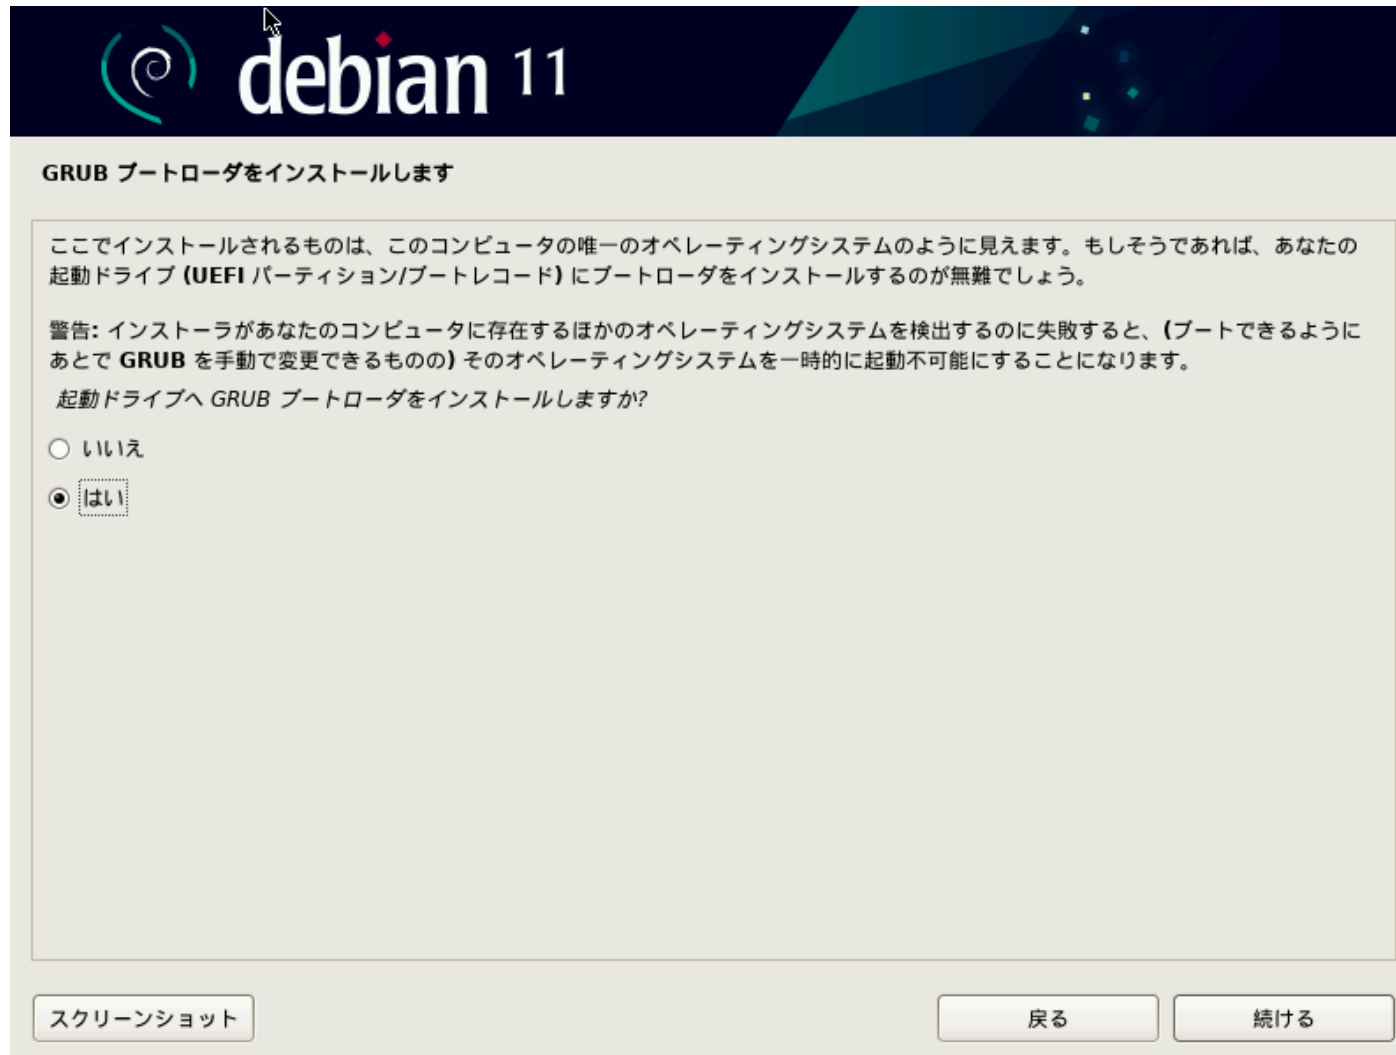 debian 11
GRUB ブートローダをインストールします
ここでインストールされるものは、このコンピュータの唯一のオペレーティングシステムのように見えます。もしそうであれば、あなたの
起動ドライブ (UEFI パーティション/ブートレコード) にブートローダをインストールするのが無難でしょう。
警告: インストーラがあなたのコンピュータに存在するほかのオペレーティングシステムを検出するのに失敗すると、(ブートできるように
あとで GRUB を手動で変更できるものの) そのオペレーティングシステムを一時的に起動不可能にすることになります。
起動ドライブへ GRUB ブートローダをインストールしますか?
いいえ
はい
スクリーンショット
戻る
続ける